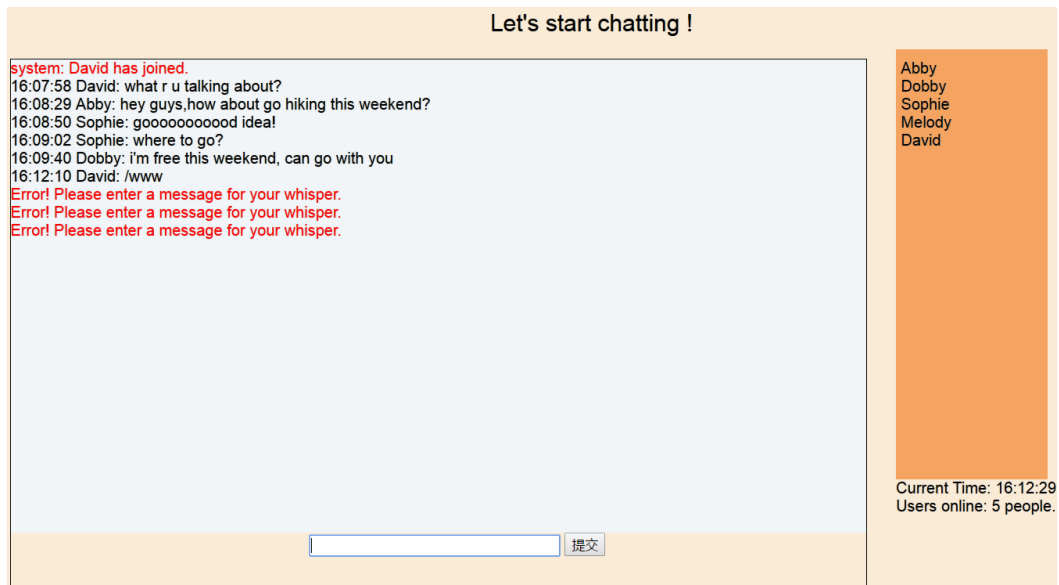 Let's start chatting !
system: David has joined.
16:07:58 David: what r u talking about?
16:08:29 Abby: hey guys,how about go hiking this weekend?
16:08:50 Sophie: gooooooooood idea!
16:09:02 Sophie: where to go?
16:09:40 Dobby: i'm free this weekend, can go with you
16:12:10 David: /www
Error! Please enter a message for your whisper.
Error! Please enter a message for your whisper.
Error! Please enter a message for your whisper.
提交
Abby
Dobby
Sophie
Melody
David
Current Time: 16:12:29
Users online: 5 people.